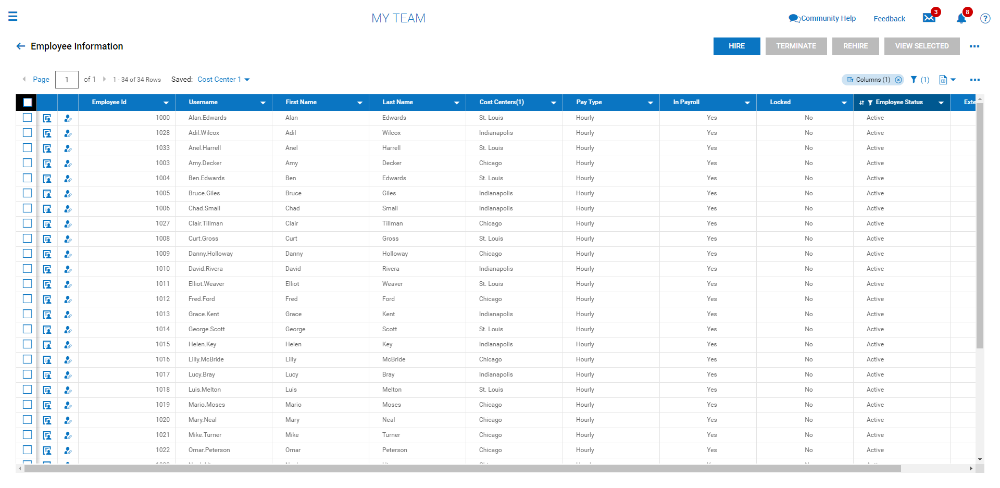 MY TEAM
Community Help Feedback 3 8 ?
Employee Information
HIRE TERMINATE REHIRE VIEW SELECTED
Page 1 of 1 1 - 34 of 34 Rows Saved: Cost Center 1
Columns (1) (1)
Employee Id Username First Name Last Name Cost Centers(1) Pay Type In Payroll Locked Employee Status Exte
1000 Alan.Edwards Alan Edwards St. Louis Hourly Yes No Active
1028 Adil.Wilcox Adil Wilcox Indianapolis Hourly Yes No Active
1033 Anel.Harrell Anel Harrell St. Louis Hourly Yes No Active
1003 Amy.Decker Amy Decker Chicago Hourly Yes No Active
1004 Ben.Edwards Ben Edwards St. Louis Hourly Yes No Active
1005 Bruce.Giles Bruce Giles Indianapolis Hourly Yes No Active
1006 Chad.Small Chad Small Indianapolis Hourly Yes No Active
1027 Clair.Tillman Clair Tillman Chicago Hourly Yes No Active
1008 Curt.Gross Curt Gross St. Louis Hourly Yes No Active
1009 Danny.Holloway Danny Holloway Chicago Hourly Yes No Active
1010 David.Rivera David Rivera Indianapolis Hourly Yes No Active
1011 Elliot.Weaver Elliot Weaver St. Louis Hourly Yes No Active
1012 Fred.Ford Fred Ford Chicago Hourly Yes No Active
1013 Grace.Kent Grace Kent Indianapolis Hourly Yes No Active
1014 George.Scott George Scott St. Louis Hourly Yes No Active
1015 Helen.Key Helen Key Indianapolis Hourly Yes No Active
1016 Lilly.McBride Lilly McBride Chicago Hourly Yes No Active
1017 Lucy.Bray Lucy Bray Indianapolis Hourly Yes No Active
1018 Luis.Melton Luis Melton St. Louis Hourly Yes No Active
1019 Mario.Moses Mario Moses Chicago Hourly Yes No Active
1020 Mary.Neal Mary Neal Chicago Hourly Yes No Active
1021 Mike.Turner Mike Turner Chicago Hourly Yes No Active
1022 Omar.Peterson Omar Peterson Chicago Hourly Yes No Active